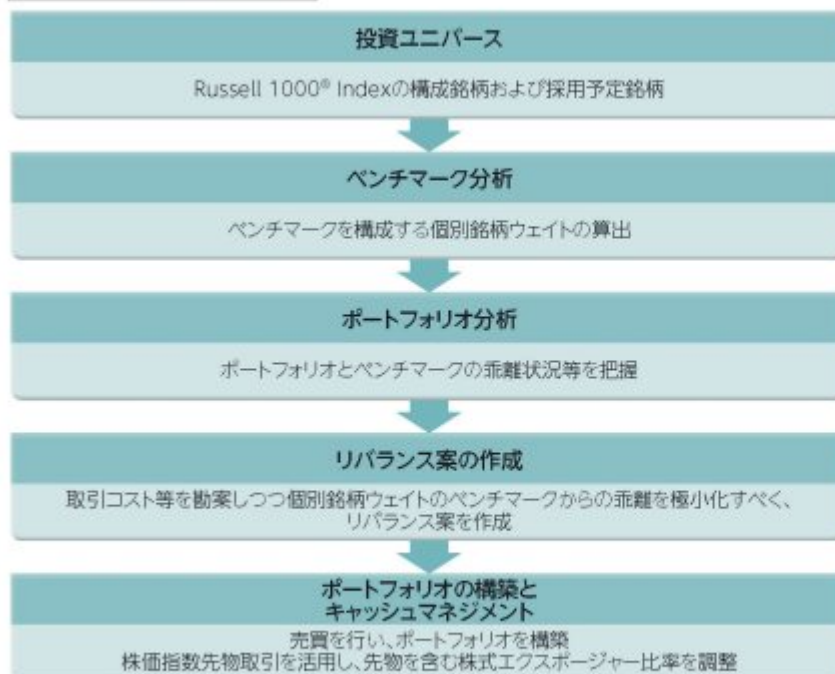 投資ユニバース
Russell 1000® Indexの構成銘柄および採用予定銘柄
ベンチマーク分析
ベンチマークを構成する個別銘柄ウェイトの算出
ポートフォリオ分析
ポートフォリオとベンチマークの乖離状況等を把握
リバランス案の作成
取引コスト等を勘案しつつ個別銘柄ウェイトのベンチマークからの乖離を極小化すべく、
リバランス案を作成
ポートフォリオの構築と
キャッシュマネジメント
売買を行い、ポートフォリオを構築
株価指数先物取引を活用し、先物を含む株式エクスポージャー比率を調整